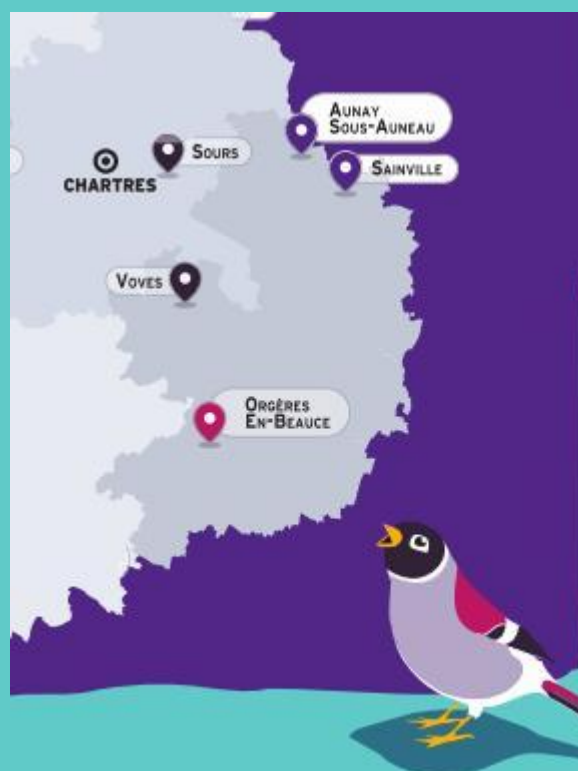 AUNAY
SOUS-AUNEAU
SOURS
SAINVILLE
CHARTRES
VOVES
ORGÈRES
EN-BEAUCE